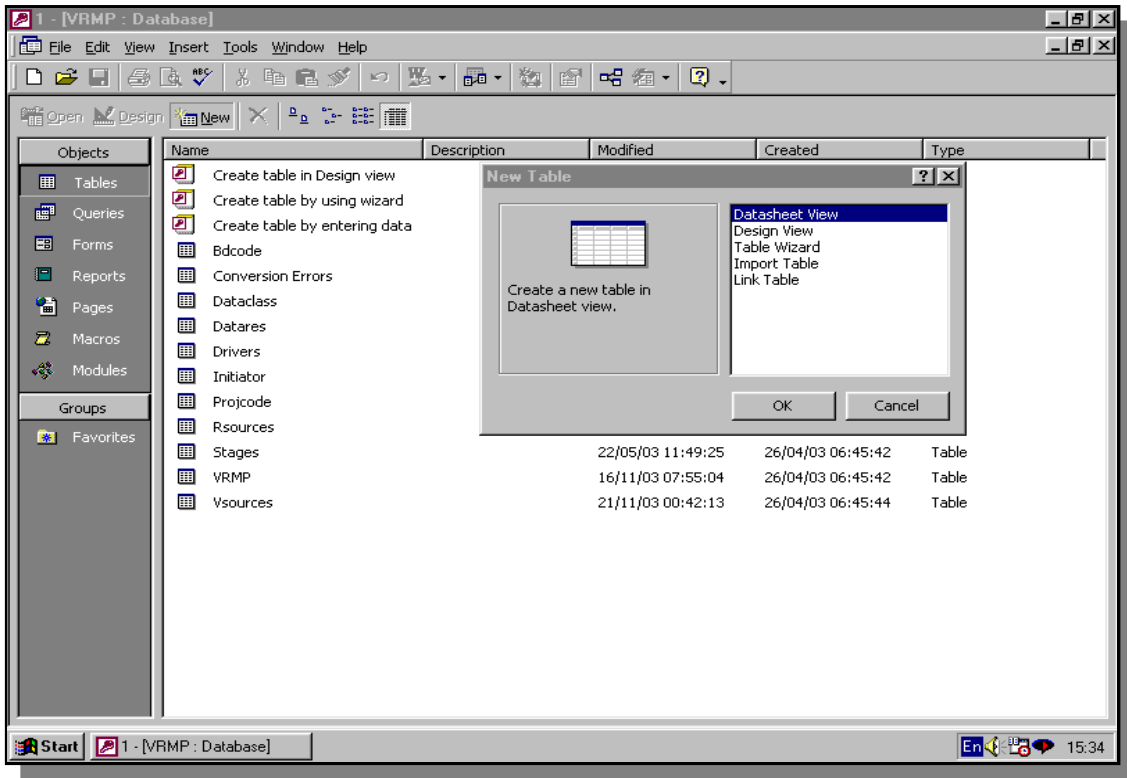 1 - [VRMP : Database]
File Edit View Insert Tools Window Help
ABC
Open Design New
Objects
Tables
Queries
Forms
Reports
Pages
Macros
Modules
Groups
Favorites
Name Description Modified Created Type
Create table in Design view
Create table by using wizard
Create table by entering data
Bdcode
Conversion Errors
Dataclass
Datares
Drivers
Initiator
Projcode
Rsources
Stages 22/05/03 11:49:25 26/04/03 06:45:42 Table
VRMP 16/11/03 07:55:04 26/04/03 06:45:42 Table
Vsources 21/11/03 00:42:13 26/04/03 06:45:44 Table
New Table
Create a new table in
Datasheet view.
Datasheet View
Design View
Table Wizard
Import Table
Link Table
OK Cancel
Start 1 - [VRMP : Database] En 15:34